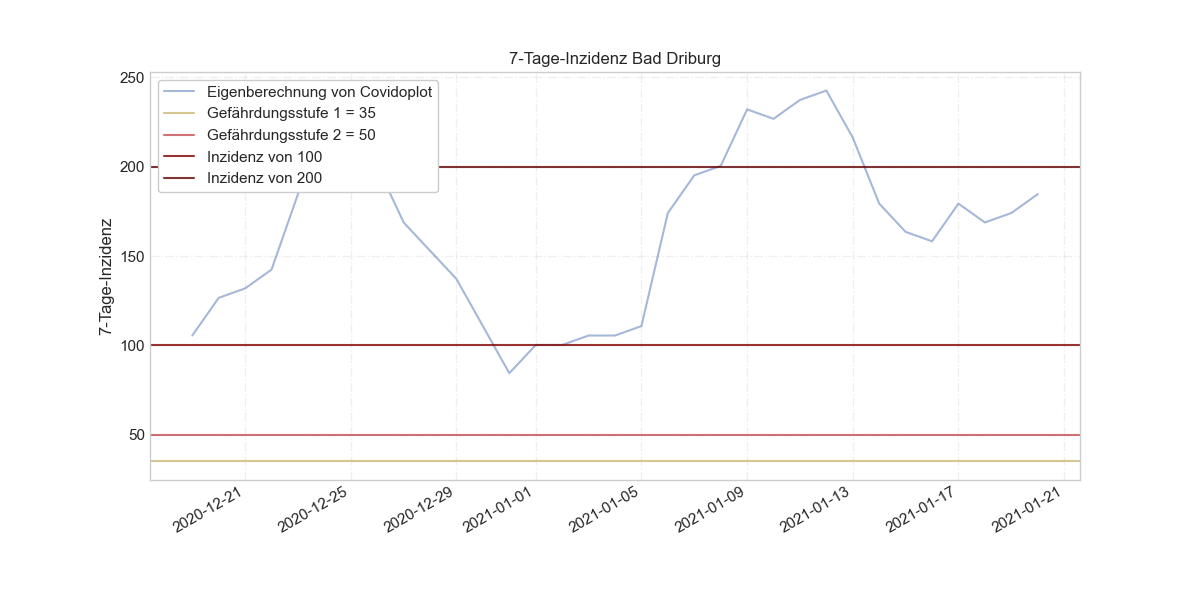 7-Tage-Inzidenz Bad Driburg
250
200
150
100
50
7-Tage-Inzidenz
Eigenberechnung von Covidoplot
Gefährdungsstufe 1 = 35
Gefährdungsstufe 2 = 50
Inzidenz von 100
Inzidenz von 200
2020-12-21
2020-12-25
2020-12-29
2021-01-01
2021-01-05
2021-01-09
2021-01-13
2021-01-17
2021-01-21